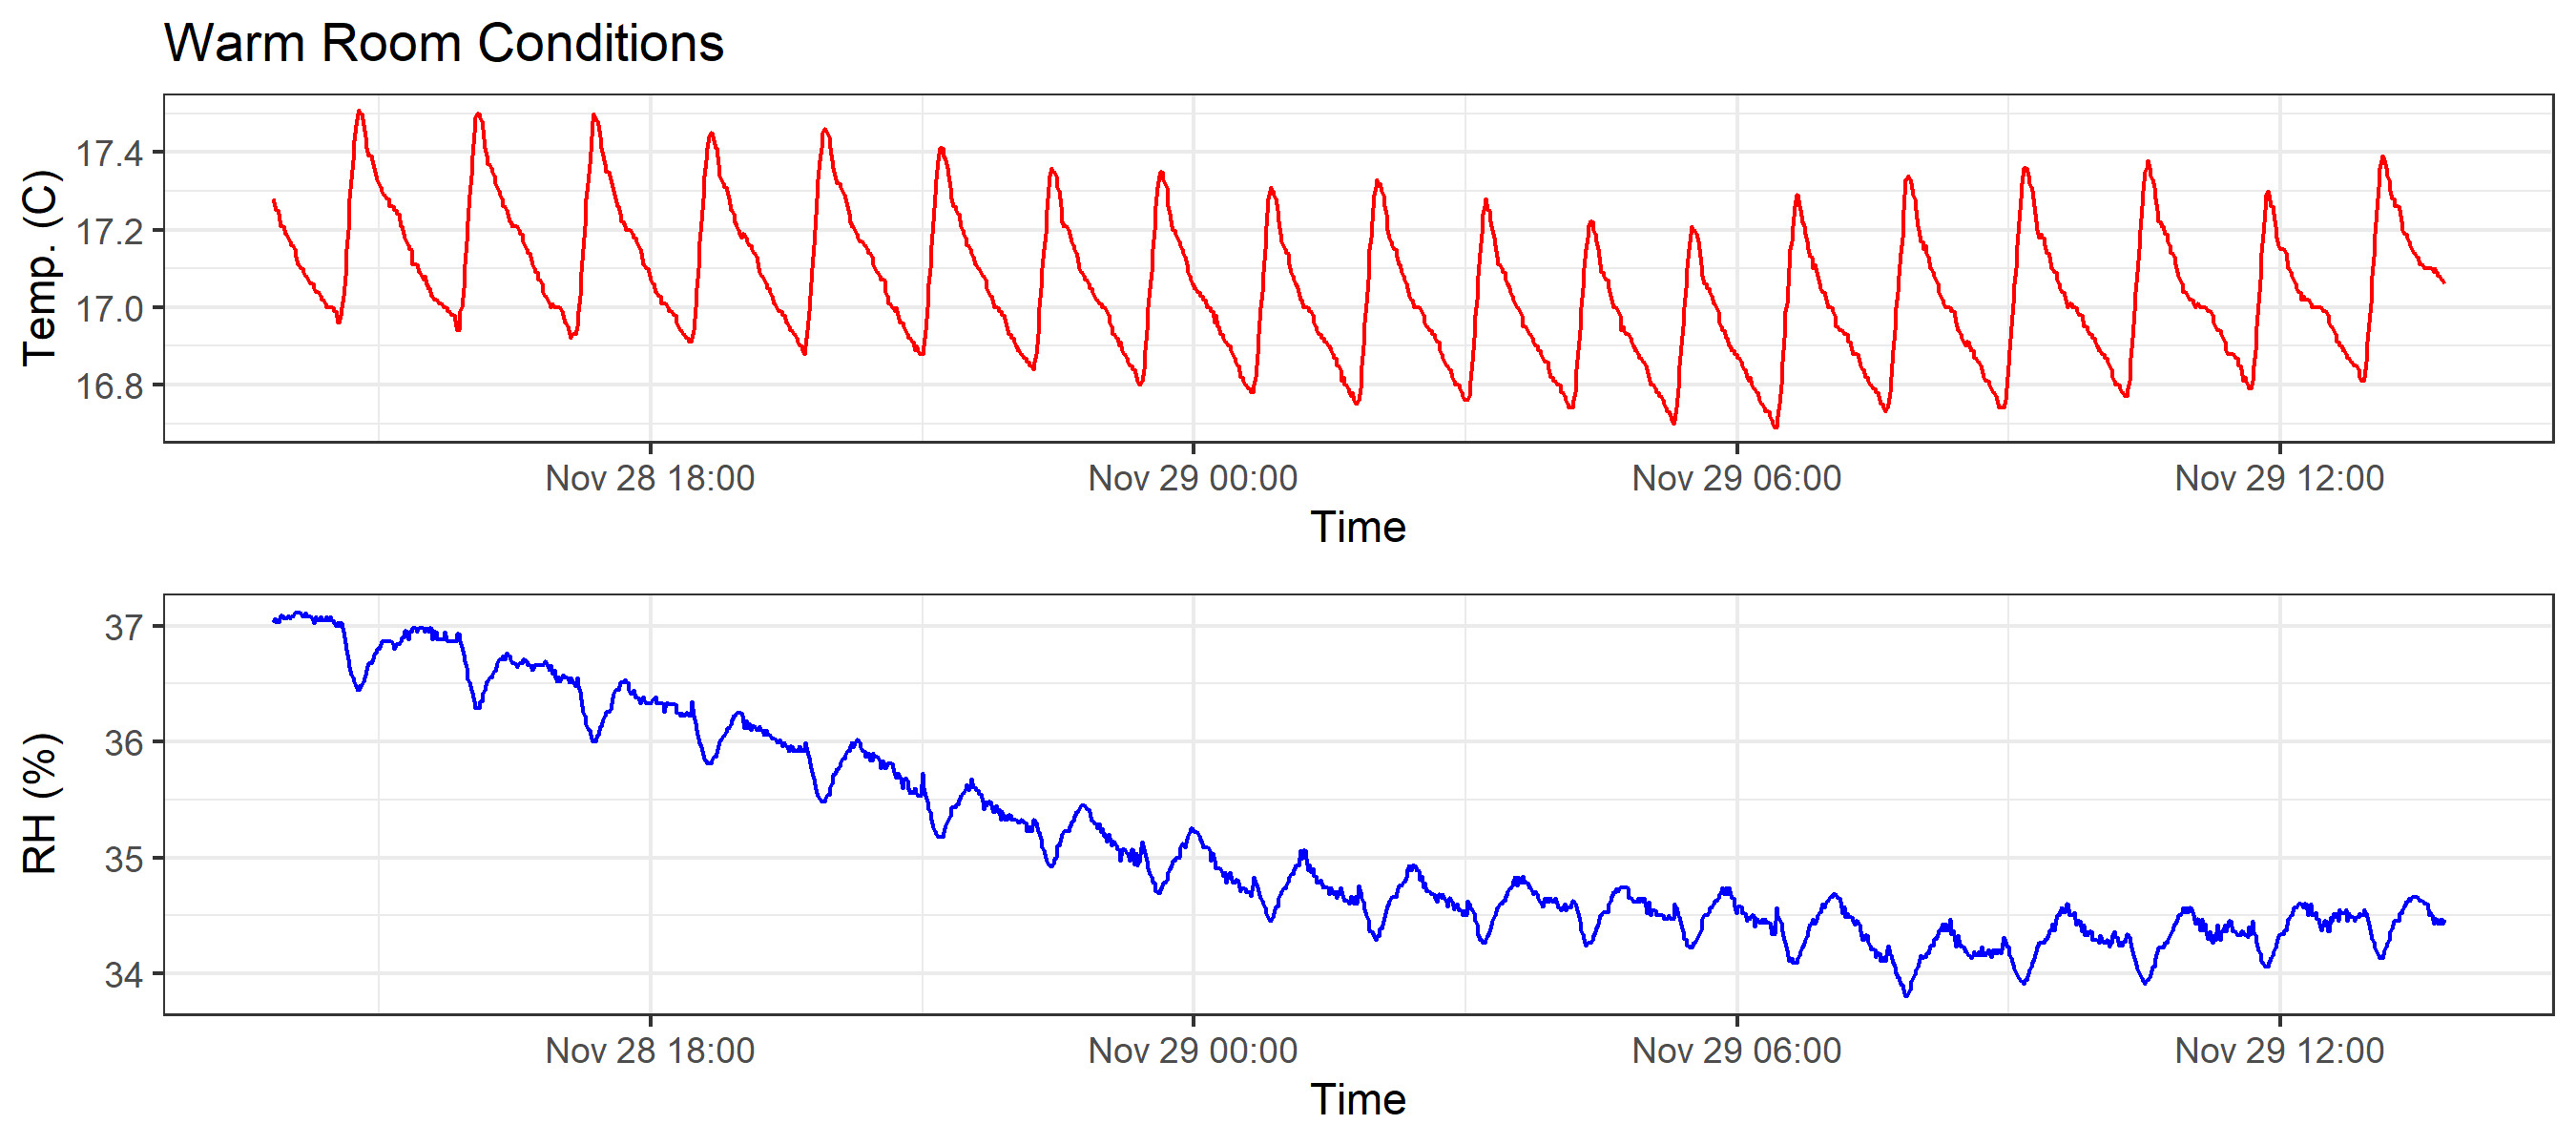 Warm Room Conditions
Temp. (C)
17.4
17.2
17.0
16.8
Nov 28 18:00 Nov 29 00:00 Nov 29 06:00 Nov 29 12:00
Time
RH (%)
37
36
35
34
Nov 28 18:00 Nov 29 00:00 Nov 29 06:00 Nov 29 12:00
Time